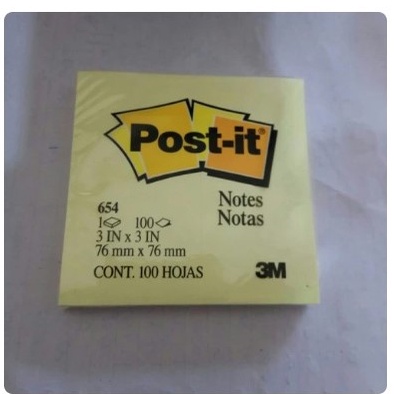 Post-it®
Notes
Notas
654
1 100
3 IN x 3 IN
76 mm x 76 mm
CONT. 100 HOJAS
3M